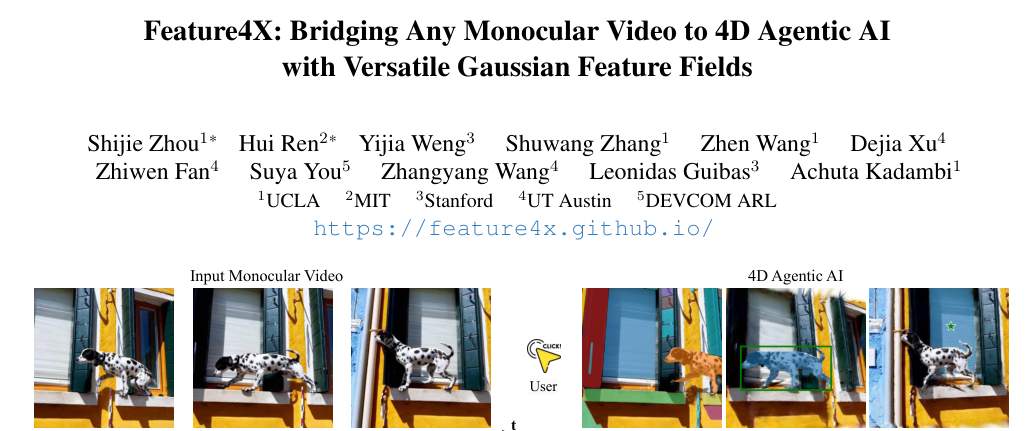 Feature4X: Bridging Any Monocular Video to 4D Agentic AI
with Versatile Gaussian Feature Fields
Shijie Zhou¹* Hui Ren²* Yijia Weng³ Shuwang Zhang¹ Zhen Wang¹ Dejia Xu⁴
Zhiwen Fan⁴ Suya You⁵ Zhangyang Wang⁴ Leonidas Guibas³ Achuta Kadambi¹
¹UCLA ²MIT ³Stanford ⁴UT Austin ⁵DEVCOM ARL
https://feature4x.github.io/
Input Monocular Video 4D Agentic AI
CLICK!
User
t